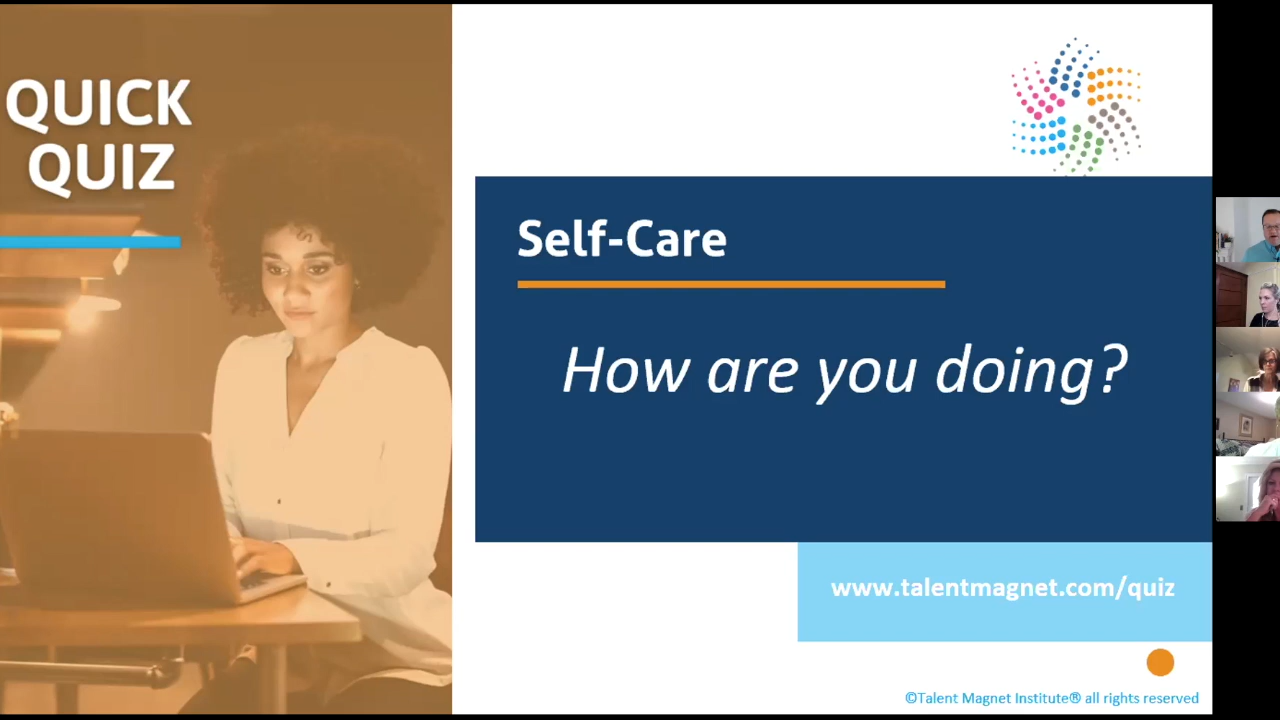 QUICK
QUIZ
Self-Care
How are you doing?
www.talentmagnet.com/quiz
©Talent Magnet Institute® all rights reserved